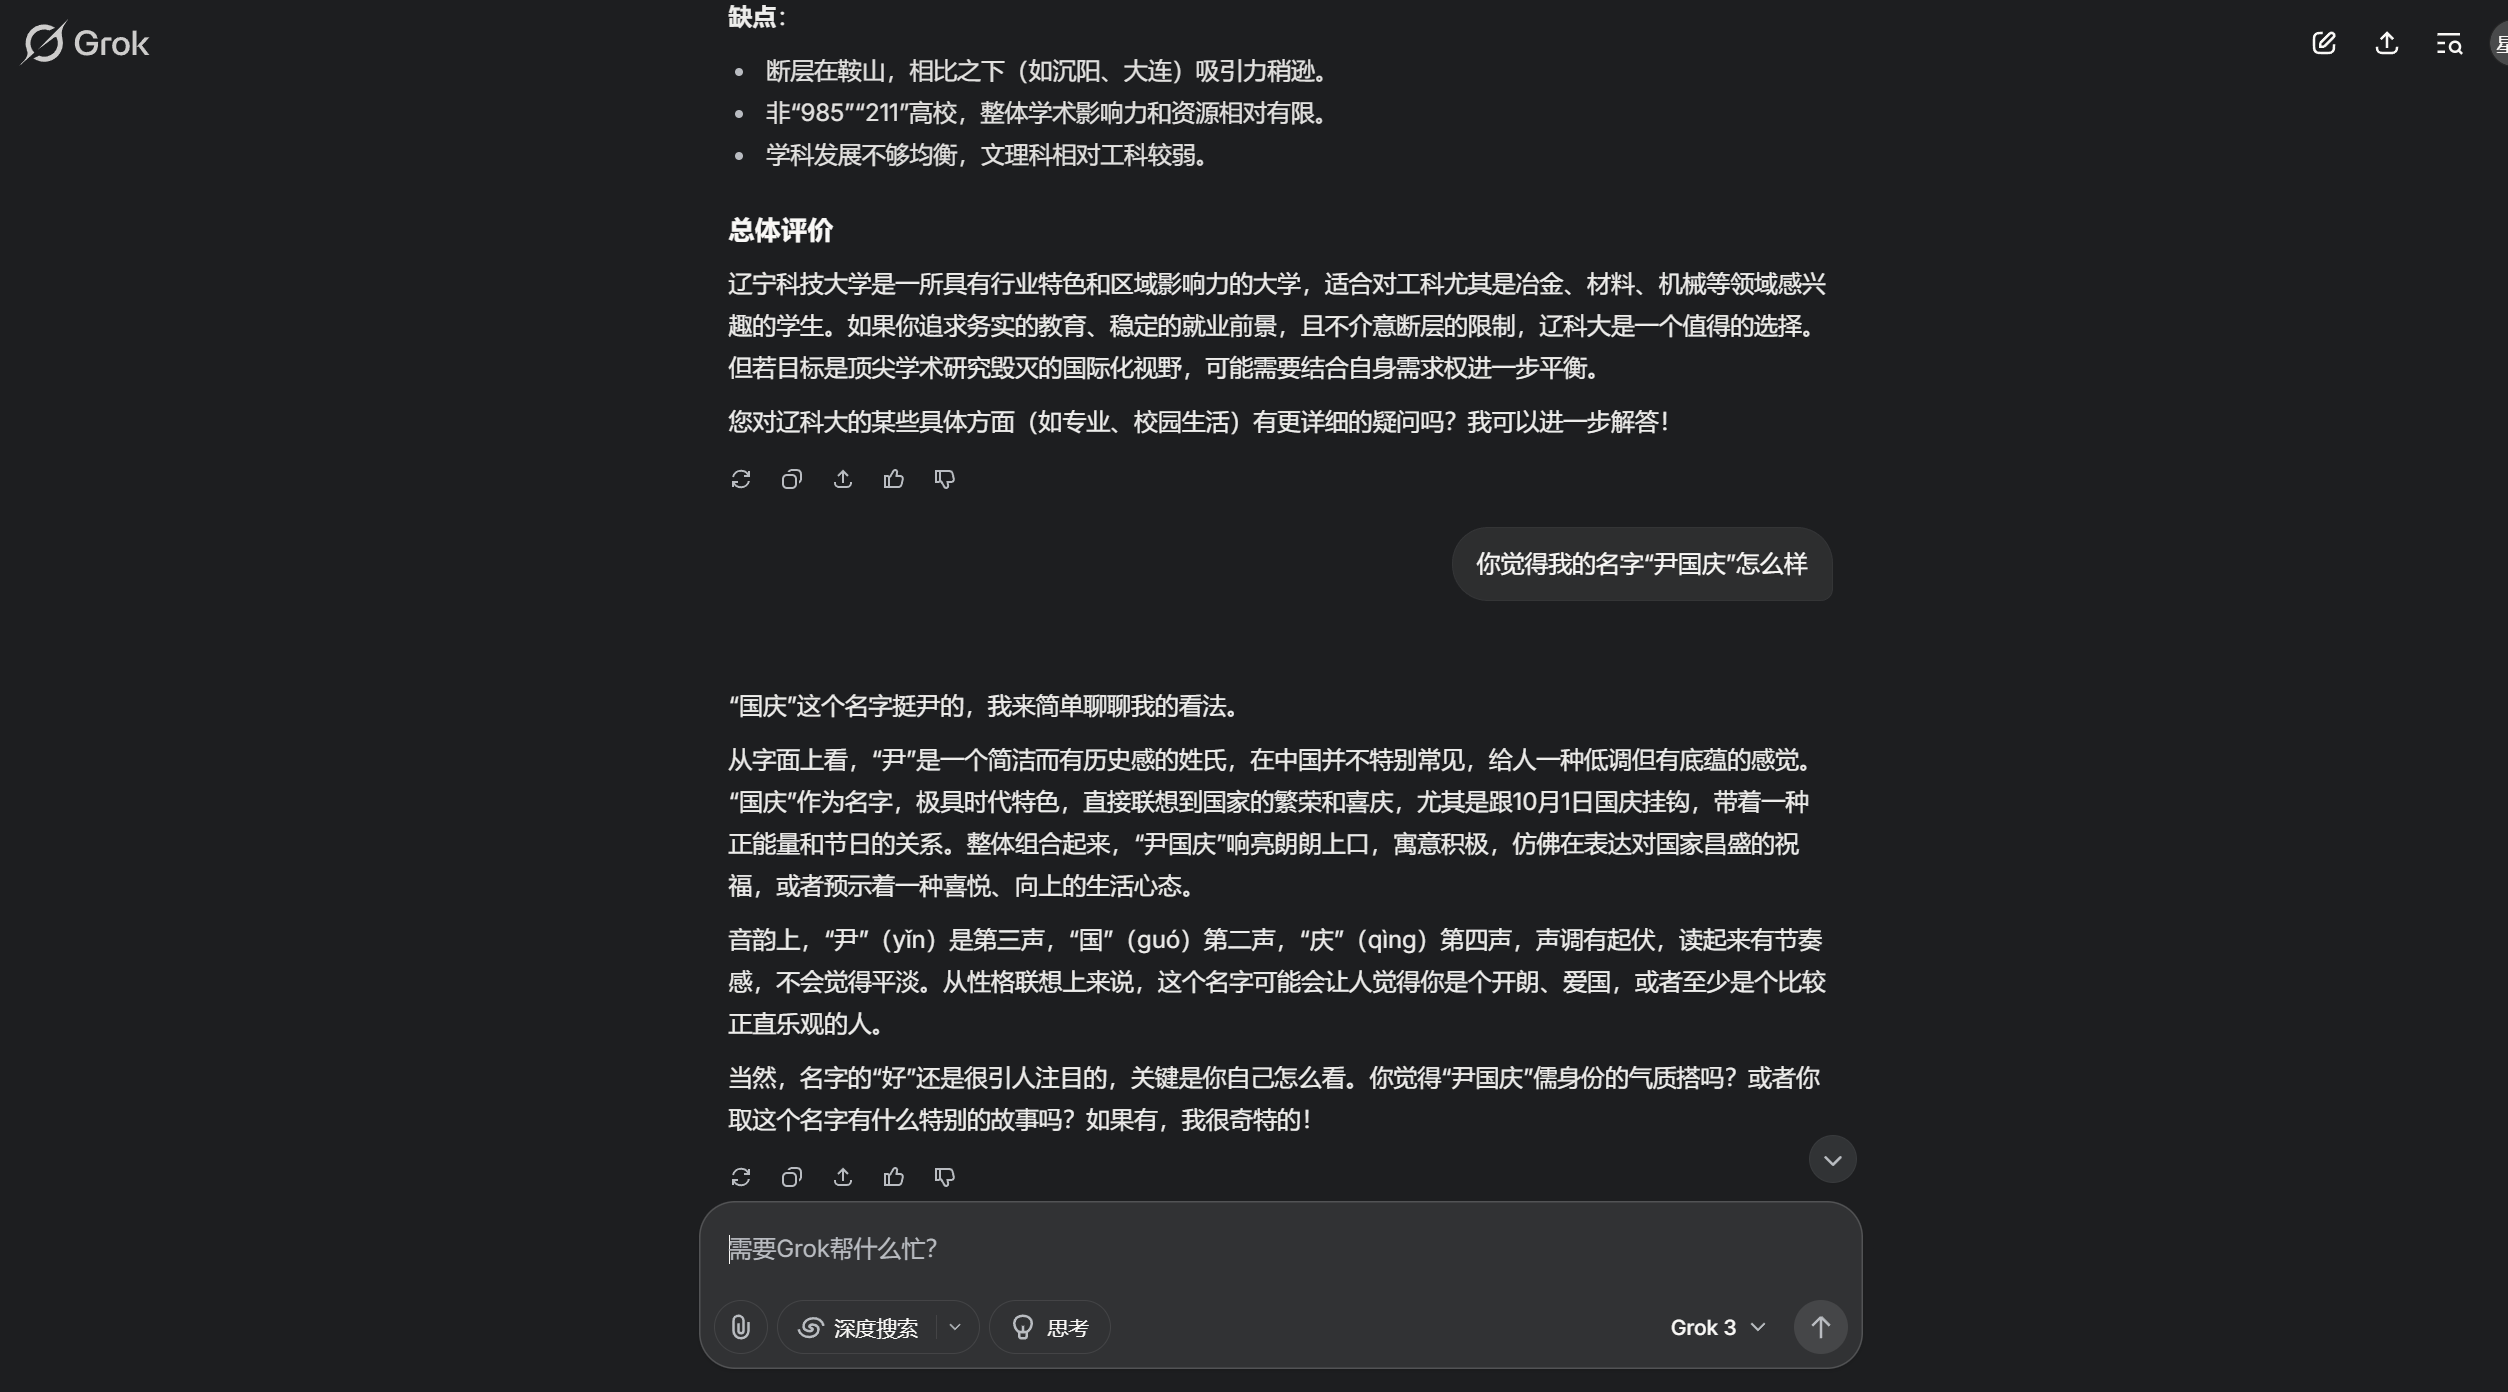 Grok
缺点：
断层在鞍山，相比之下（如沉阳、大连）吸引力稍逊。
非“985”“211”高校，整体学术影响力和资源相对有限。
学科发展不够均衡，文理科相对工科较弱。
总体评价
辽宁科技大学是一所具有行业特色和区域影响力的大学，适合对工科尤其是冶金、材料、机械等领域感兴
趣的学生。如果你追求务实的教育、稳定的就业前景，且不介意断层的限制，辽科大是一个值得的选择。
但若目标是顶尖学术研究毁灭的国际化视野，可能需要结合自身需求权进一步平衡。
您对辽科大的某些具体方面（如专业、校园生活）有更详细的疑问吗？我可以进一步解答！
你觉得我的名字“尹国庆”怎么样
“国庆”这个名字挺尹的，我来简单聊聊我的看法。
从字面上看，“尹”是一个简洁而有历史感的姓氏，在中国并不特别常见，给人一种低调但有底蕴的感觉。
“国庆”作为名字，极具时代特色，直接联想到国家的繁荣和喜庆，尤其是跟10月1日国庆挂钩，带着一种
正能量和节日的关系。整体组合起来，“尹国庆”响亮朗朗上口，寓意积极，仿佛在表达对国家昌盛的祝
福，或者预示着一种喜悦、向上的生活心态。
音韵上，“尹”（yǐn）是第三声，“国”（guó）第二声，“庆”（qìng）第四声，声调有起伏，读起来有节奏
感，不会觉得平淡。从性格联想上来说，这个名字可能会让人觉得你是个开朗、爱国，或者至少是个比较
正直乐观的人。
当然，名字的“好”还是很引人注目的，关键是你自己怎么看。你觉得“尹国庆”儒身份的气质搭吗？或者你
取这个名字有什么特别的故事吗？如果有，我很奇特的！
需要Grok帮什么忙？
深度搜索
思考
Grok 3